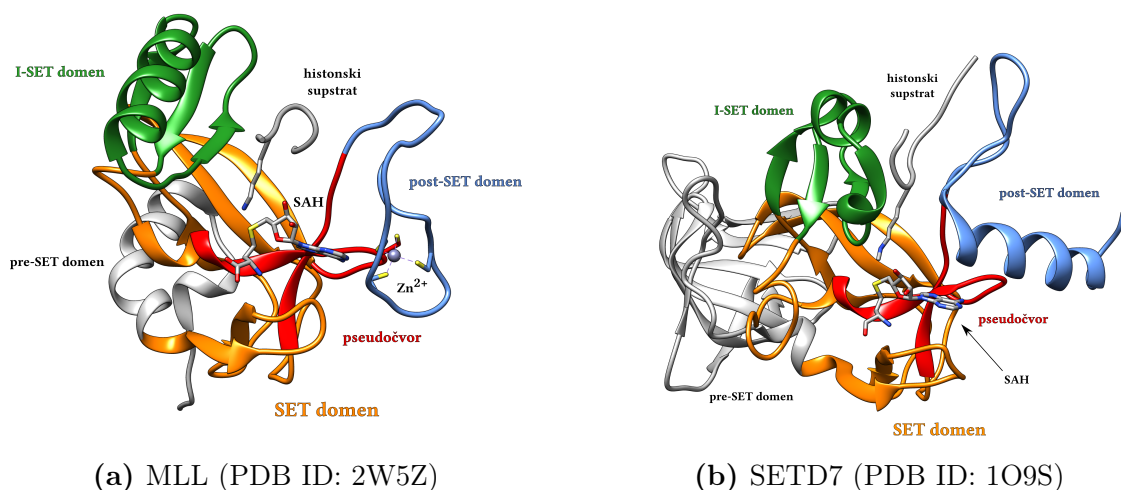 I-SET domen
histonski
supstrat
post-SET domen
SAH
pre-SET domen
Zn2+
pseudočvor
SET domen
(a) MLL (PDB ID: 2W5Z)
histonski
supstrat
I-SET domen
post-SET domen
pseudočvor
SAH
pre-SET domen
SET domen
(b) SETD7 (PDB ID: 1O9S)